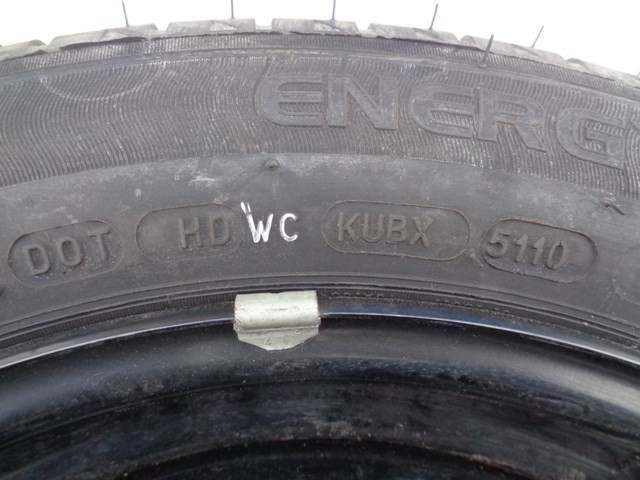 ENERG
DOT HD WC KUBX 5110